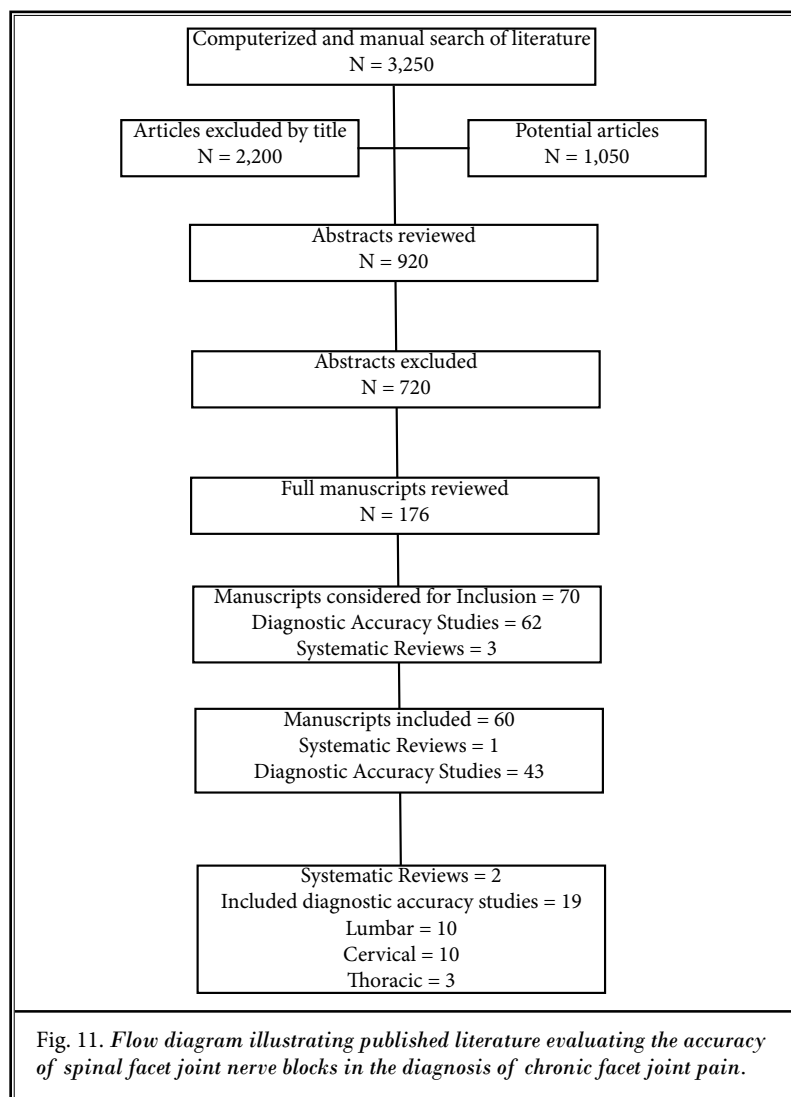 Computerized and manual search of literature
N = 3,250
Articles excluded by title
N = 2,200
Potential articles
N = 1,050
Abstracts reviewed
N = 920
Abstracts excluded
N = 720
Full manuscripts reviewed
N = 176
Manuscripts considered for Inclusion = 70
Diagnostic Accuracy Studies = 62
Systematic Reviews = 3
Manuscripts included = 60
Systematic Reviews = 1
Diagnostic Accuracy Studies = 43
Systematic Reviews = 2
Included diagnostic accuracy studies = 19
Lumbar = 10
Cervical = 10
Thoracic = 3
Fig. 11. Flow diagram illustrating published literature evaluating the accuracy
of spinal facet joint nerve blocks in the diagnosis of chronic facet joint pain.